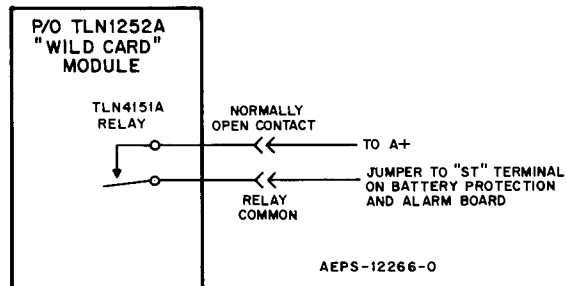 P/O TLN1252A
"WILD CARD"
MODULE
TLN4151A
RELAY
NORMALLY
OPEN CONTACT
TO A+
JUMPER TO "ST" TERMINAL
ON BATTERY PROTECTION
AND ALARM BOARD
RELAY
COMMON
AEPS-12266-O